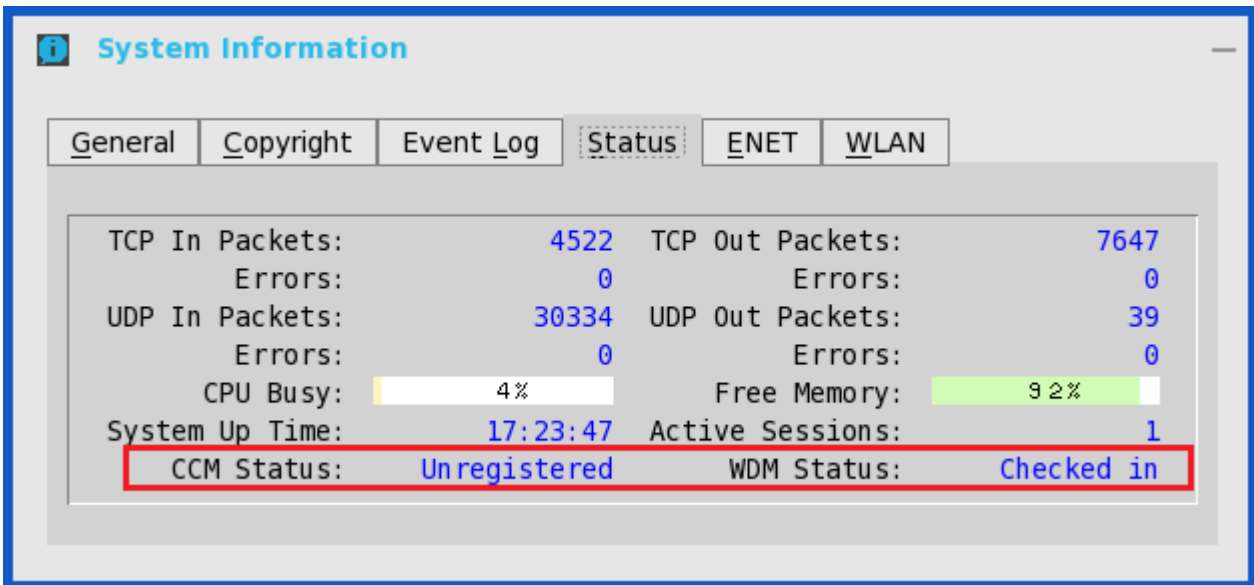 System Information
General Copyright Event Log Status ENET WLAN
TCP In Packets: 4522 TCP Out Packets: 7647
Errors: 0 Errors: 0
UDP In Packets: 30334 UDP Out Packets: 39
Errors: 0 Errors: 0
CPU Busy: 4% Free Memory: 92%
System Up Time: 17:23:47 Active Sessions: 1
CCM Status: Unregistered WDM Status: Checked in